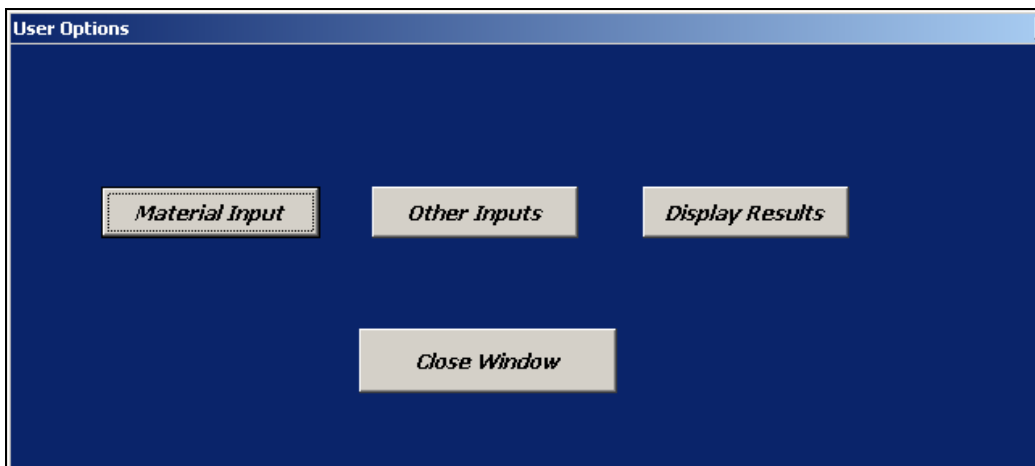 User Options
Material Input Other Inputs Display Results
Close Window